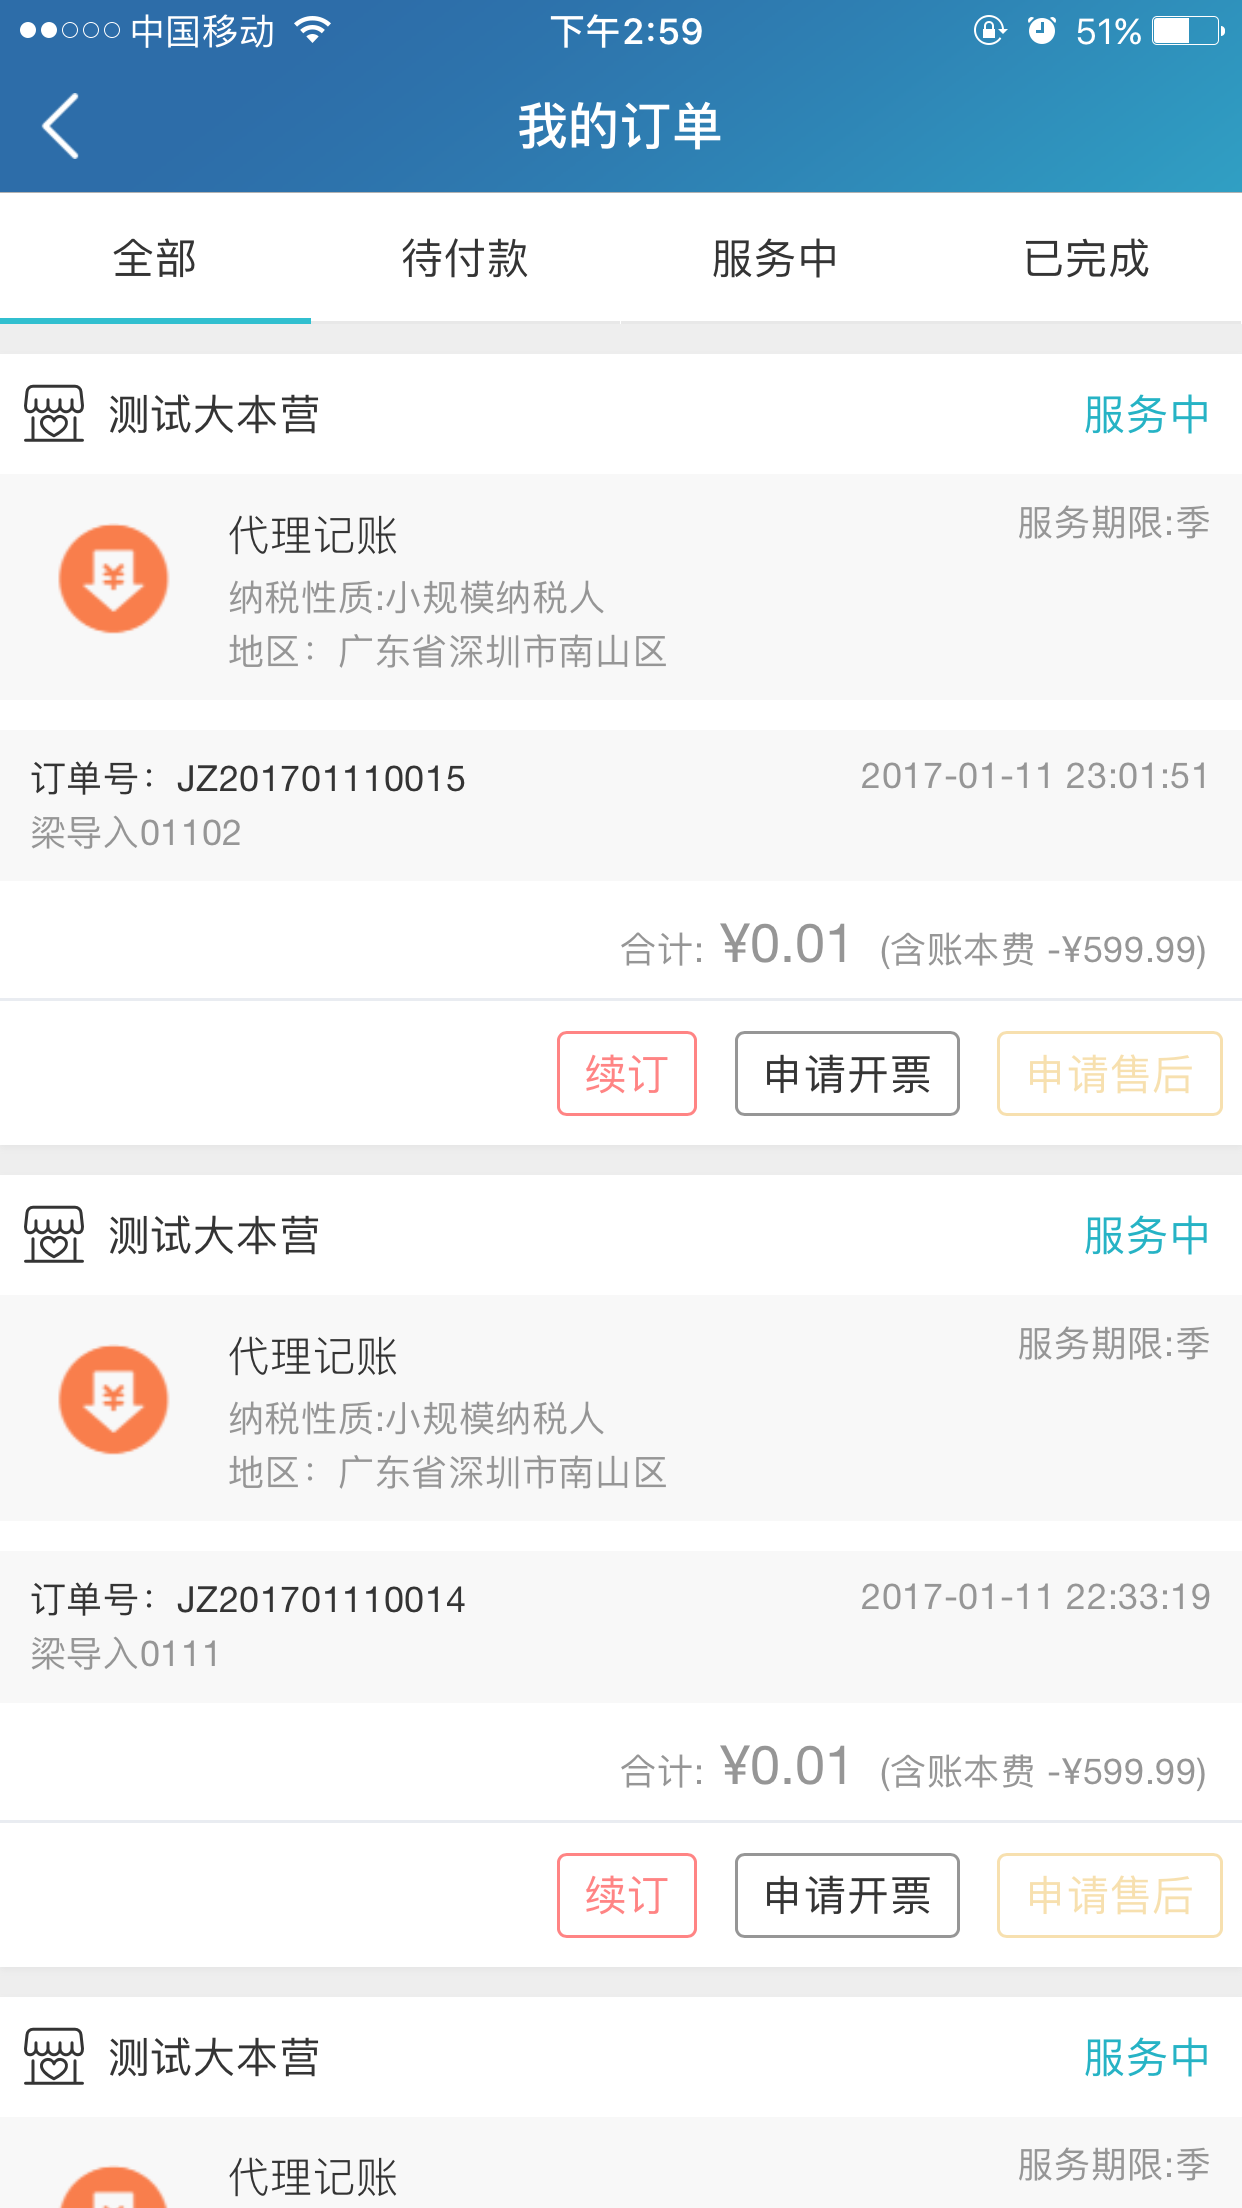 中国移动 下午2:59 51%
我的订单
全部 待付款 服务中 已完成
测试大本营 服务中
代理记账 服务期限:季
纳税性质:小规模纳税人
地区：广东省深圳市南山区
订单号：JZ201701110015 2017-01-11 23:01:51
梁导入01102
合计: ¥0.01 (含账本费 -¥599.99)
续订 申请开票 申请售后
测试大本营 服务中
代理记账 服务期限:季
纳税性质:小规模纳税人
地区：广东省深圳市南山区
订单号：JZ201701110014 2017-01-11 22:33:19
梁导入0111
合计: ¥0.01 (含账本费 -¥599.99)
续订 申请开票 申请售后
测试大本营 服务中
代理记账 服务期限:季